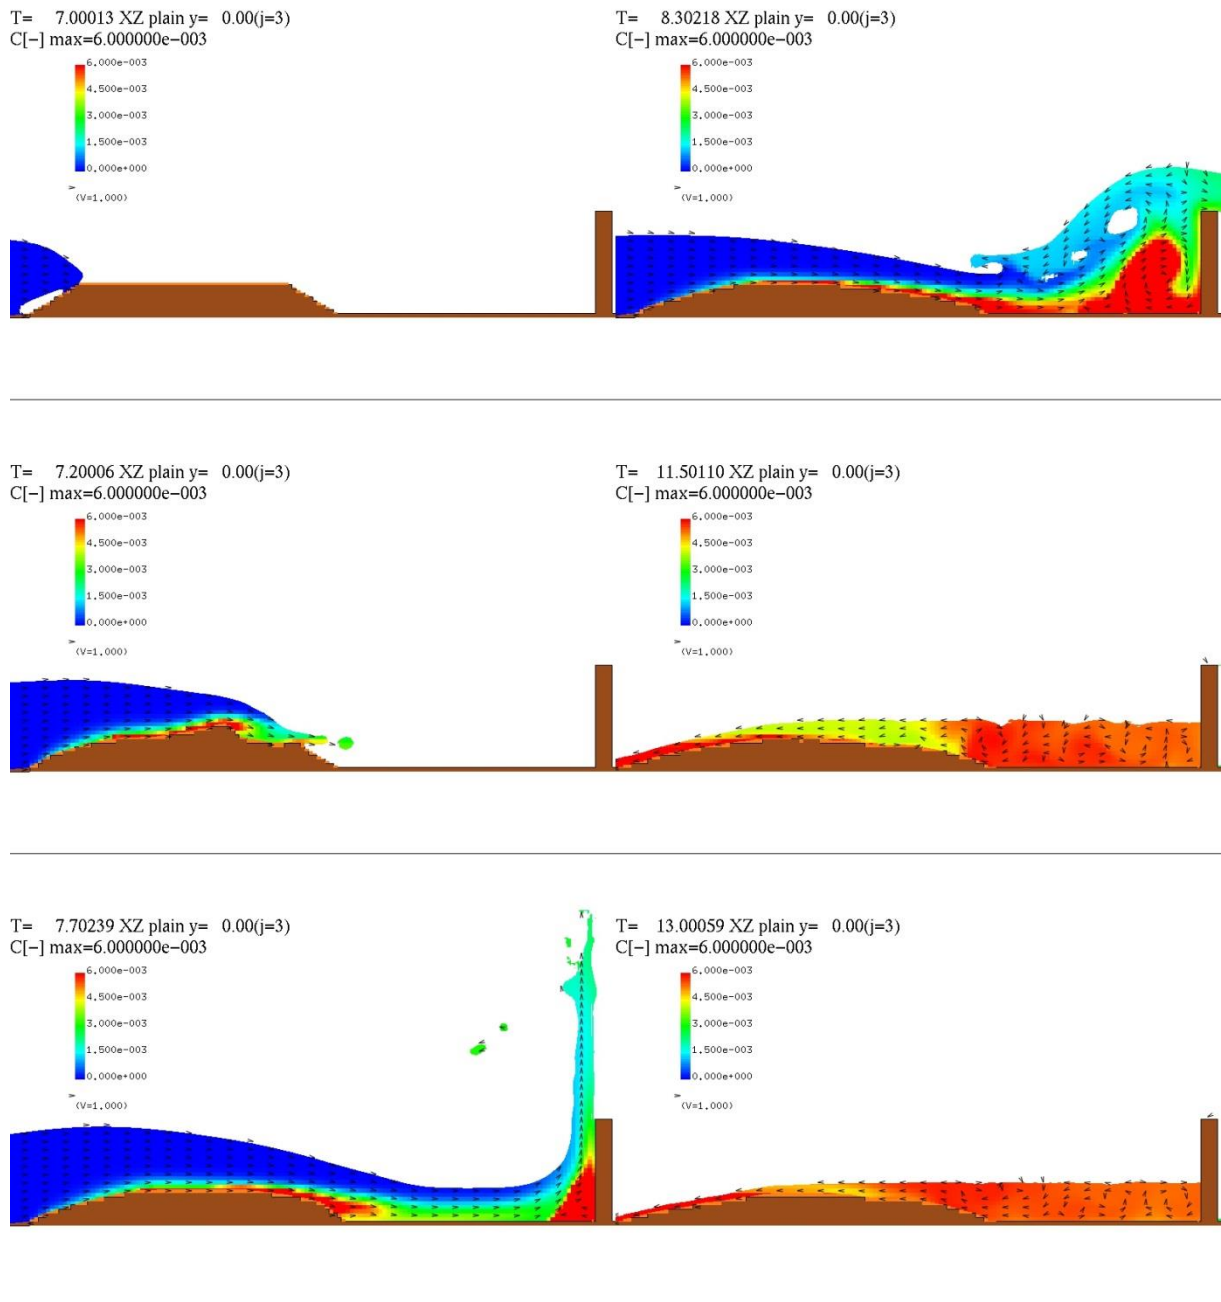 T= 7.00013 XZ plain y= 0.00(j=3)
C[−] max=6.000000e−003
6.000e-003
4.500e-003
3.000e-003
1.500e-003
0.000e+000
(V=1.000)
T= 8.30218 XZ plain y= 0.00(j=3)
C[−] max=6.000000e−003
6.000e-003
4.500e-003
3.000e-003
1.500e-003
0.000e+000
(V=1.000)
T= 7.20006 XZ plain y= 0.00(j=3)
C[−] max=6.000000e−003
6.000e-003
4.500e-003
3.000e-003
1.500e-003
0.000e+000
(V=1.000)
T= 11.50110 XZ plain y= 0.00(j=3)
C[−] max=6.000000e−003
6.000e-003
4.500e-003
3.000e-003
1.500e-003
0.000e+000
(V=1.000)
T= 7.70239 XZ plain y= 0.00(j=3)
C[−] max=6.000000e−003
6.000e-003
4.500e-003
3.000e-003
1.500e-003
0.000e+000
(V=1.000)
T= 13.00059 XZ plain y= 0.00(j=3)
C[−] max=6.000000e−003
6.000e-003
4.500e-003
3.000e-003
1.500e-003
0.000e+000
(V=1.000)